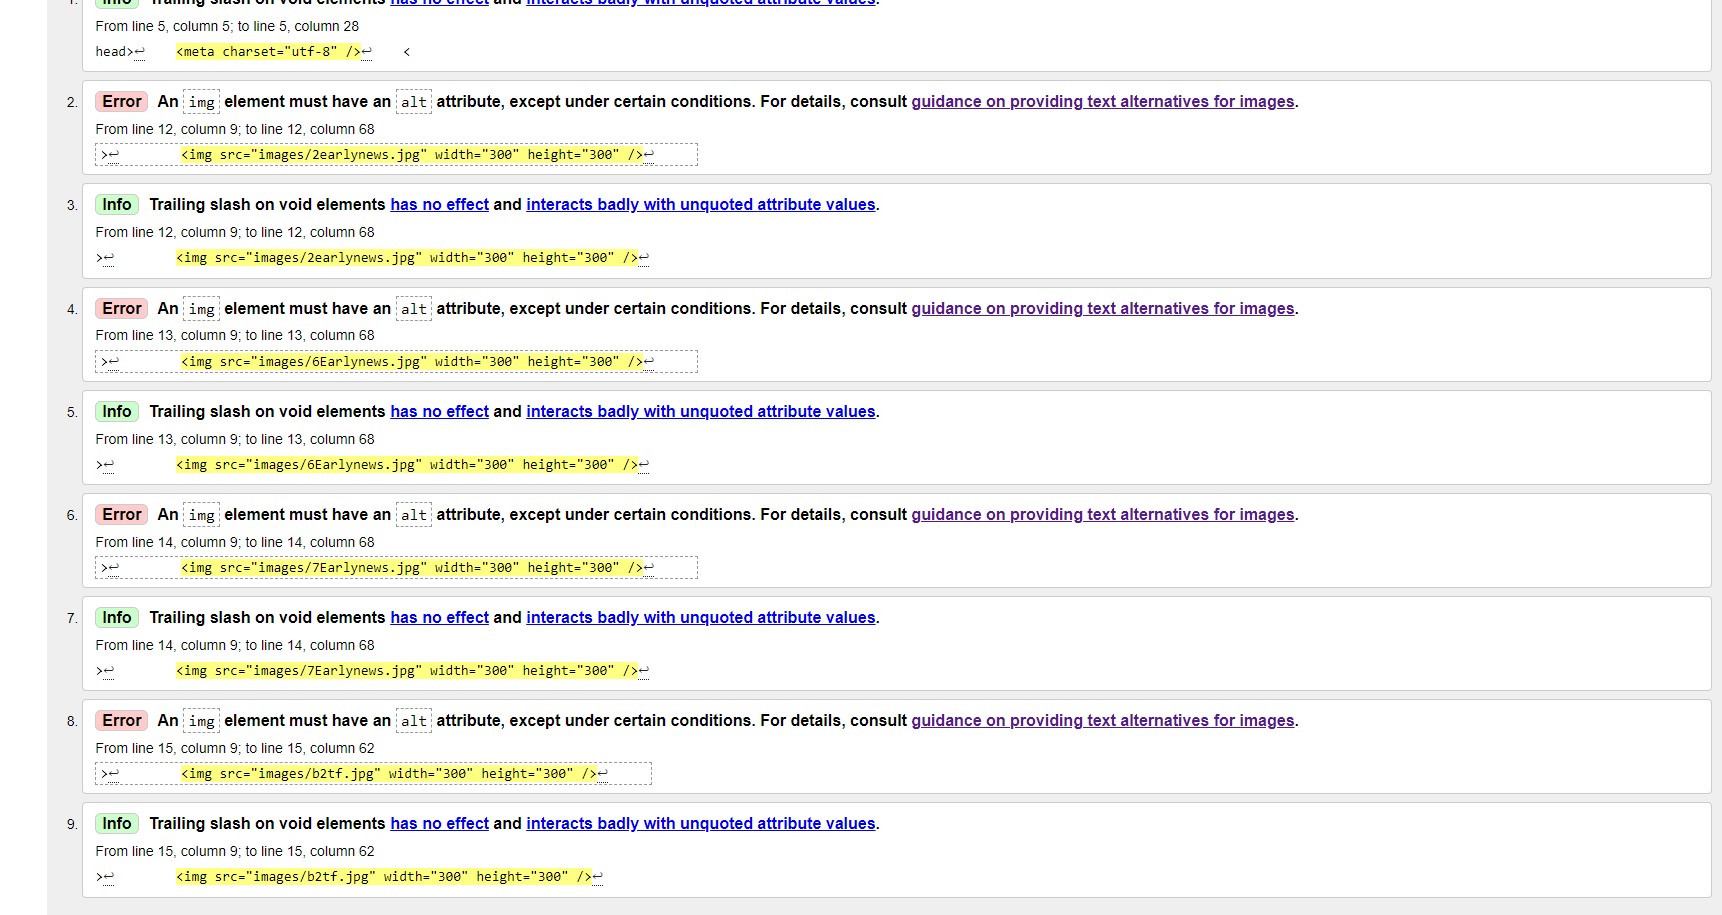 1. Info Trailing slash on void elements has no effect and interacts badly with unquoted attribute values.
From line 5, column 5; to line 5, column 28
head>↩ <meta charset="utf-8" />↩ <
2. Error An img element must have an alt attribute, except under certain conditions. For details, consult guidance on providing text alternatives for images.
From line 12, column 9; to line 12, column 68
>↩ <img src="images/2earlynews.jpg" width="300" height="300" />↩
3. Info Trailing slash on void elements has no effect and interacts badly with unquoted attribute values.
From line 12, column 9; to line 12, column 68
>↩ <img src="images/2earlynews.jpg" width="300" height="300" />↩
4. Error An img element must have an alt attribute, except under certain conditions. For details, consult guidance on providing text alternatives for images.
From line 13, column 9; to line 13, column 68
>↩ <img src="images/6Earlynews.jpg" width="300" height="300" />↩
5. Info Trailing slash on void elements has no effect and interacts badly with unquoted attribute values.
From line 13, column 9; to line 13, column 68
>↩ <img src="images/6Earlynews.jpg" width="300" height="300" />↩
6. Error An img element must have an alt attribute, except under certain conditions. For details, consult guidance on providing text alternatives for images.
From line 14, column 9; to line 14, column 68
>↩ <img src="images/7Earlynews.jpg" width="300" height="300" />↩
7. Info Trailing slash on void elements has no effect and interacts badly with unquoted attribute values.
From line 14, column 9; to line 14, column 68
>↩ <img src="images/7Earlynews.jpg" width="300" height="300" />↩
8. Error An img element must have an alt attribute, except under certain conditions. For details, consult guidance on providing text alternatives for images.
From line 15, column 9; to line 15, column 62
>↩ <img src="images/b2tf.jpg" width="300" height="300" />↩
9. Info Trailing slash on void elements has no effect and interacts badly with unquoted attribute values.
From line 15, column 9; to line 15, column 62
>↩ <img src="images/b2tf.jpg" width="300" height="300" />↩